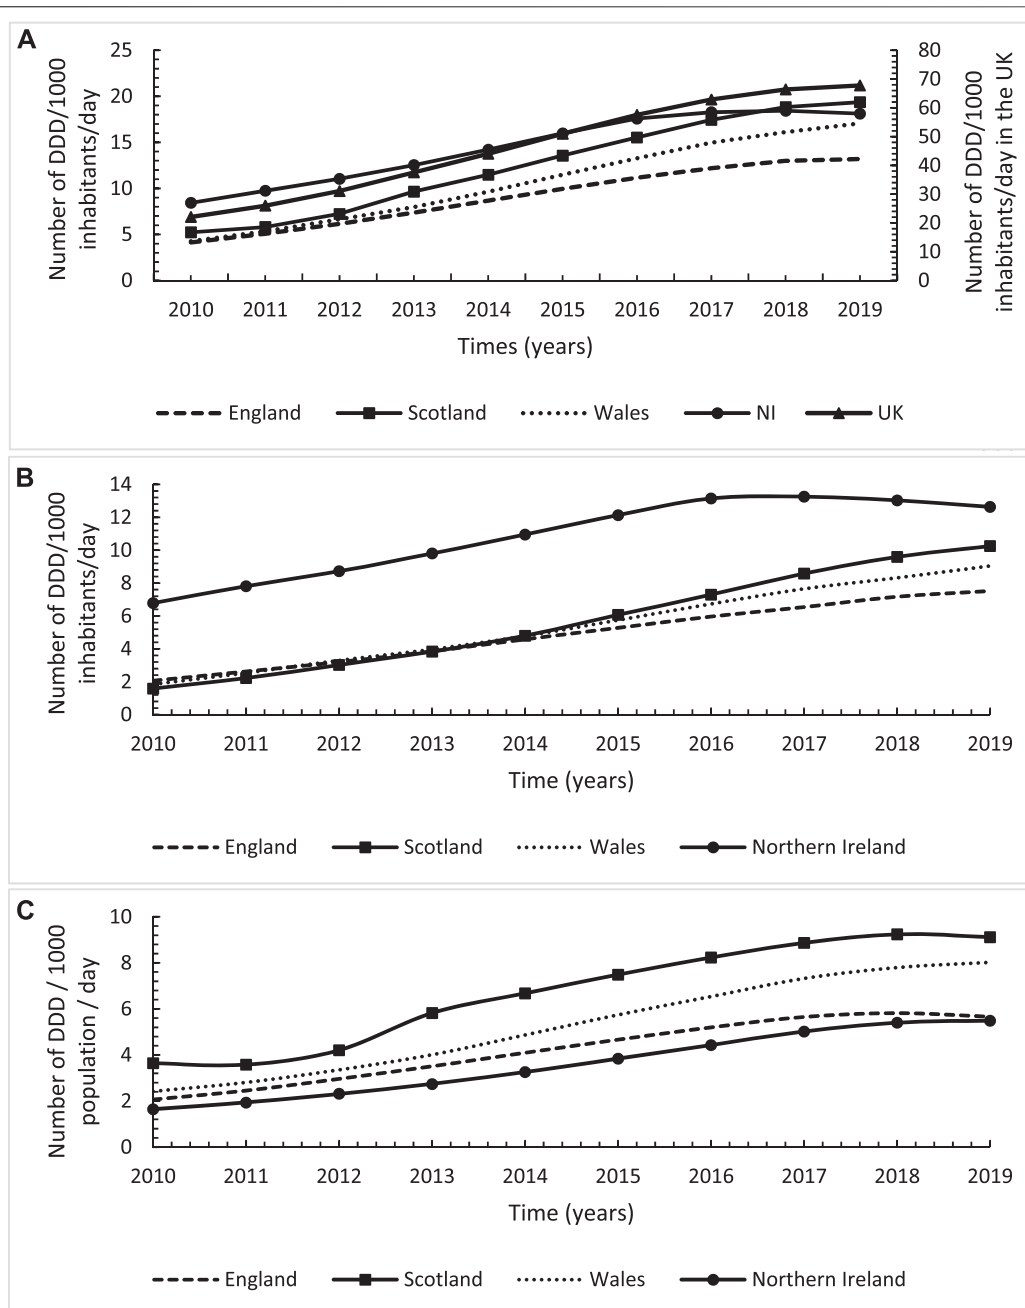 A
Number of DDD/1000
inhabitants/day
25
20
15
10
5
0
80
70
60
50
40
30
20
10
0
Number of DDD/1000
inhabitants/day in the UK
2010 2011 2012 2013 2014 2015 2016 2017 2018 2019
Times (years)
England Scotland Wales NI UK
B
Number of DDD/1000
inhabitants/day
14
12
10
8
6
4
2
0
2010 2011 2012 2013 2014 2015 2016 2017 2018 2019
Time (years)
England Scotland Wales Northern Ireland
C
Number of DDD / 1000
population / day
10
8
6
4
2
0
2010 2011 2012 2013 2014 2015 2016 2017 2018 2019
Time (years)
England Scotland Wales Northern Ireland